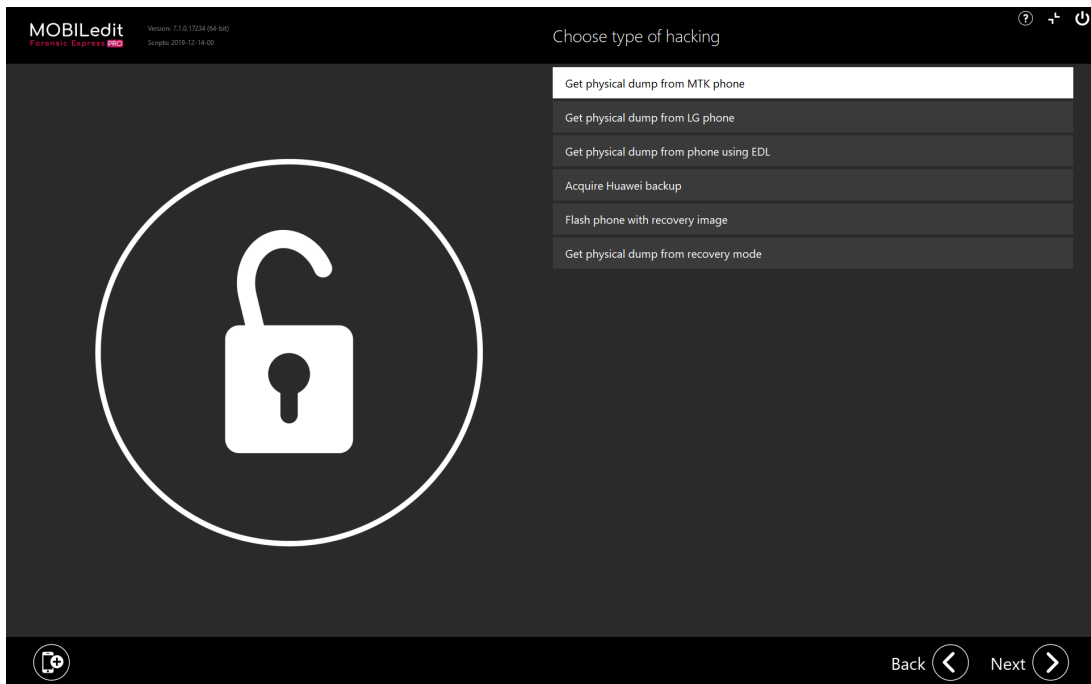 MOBILedit
Forensic Express PRO
Version: 7.1.0.17234 (64-bit)
Scripts: 2019-12-14-00
Choose type of hacking
?
Get physical dump from MTK phone
Get physical dump from LG phone
Get physical dump from phone using EDL
Acquire Huawei backup
Flash phone with recovery image
Get physical dump from recovery mode
Back
Next